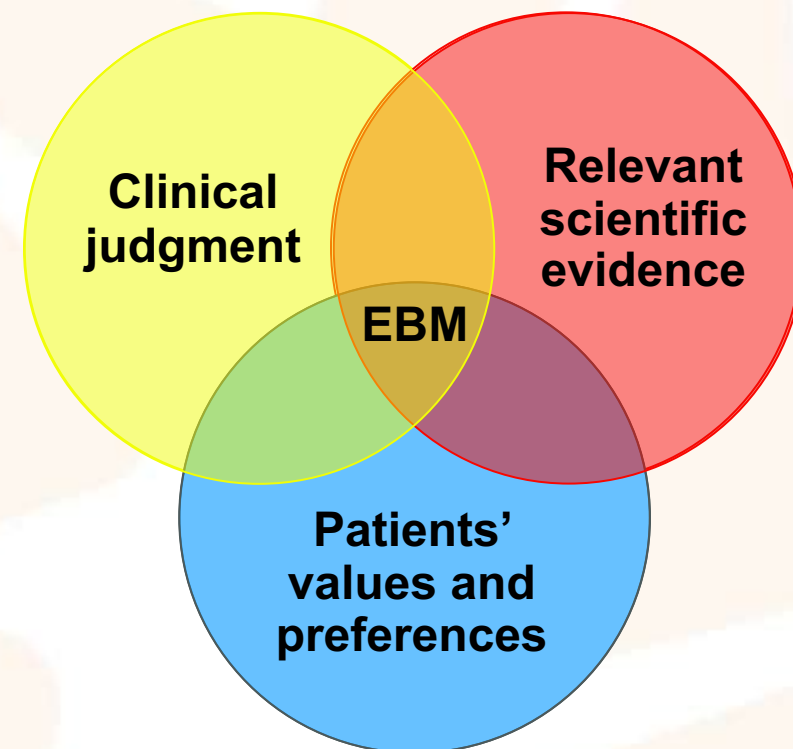 Clinical
judgment
Relevant
scientific
evidence
EBM
Patients’
values and
preferences